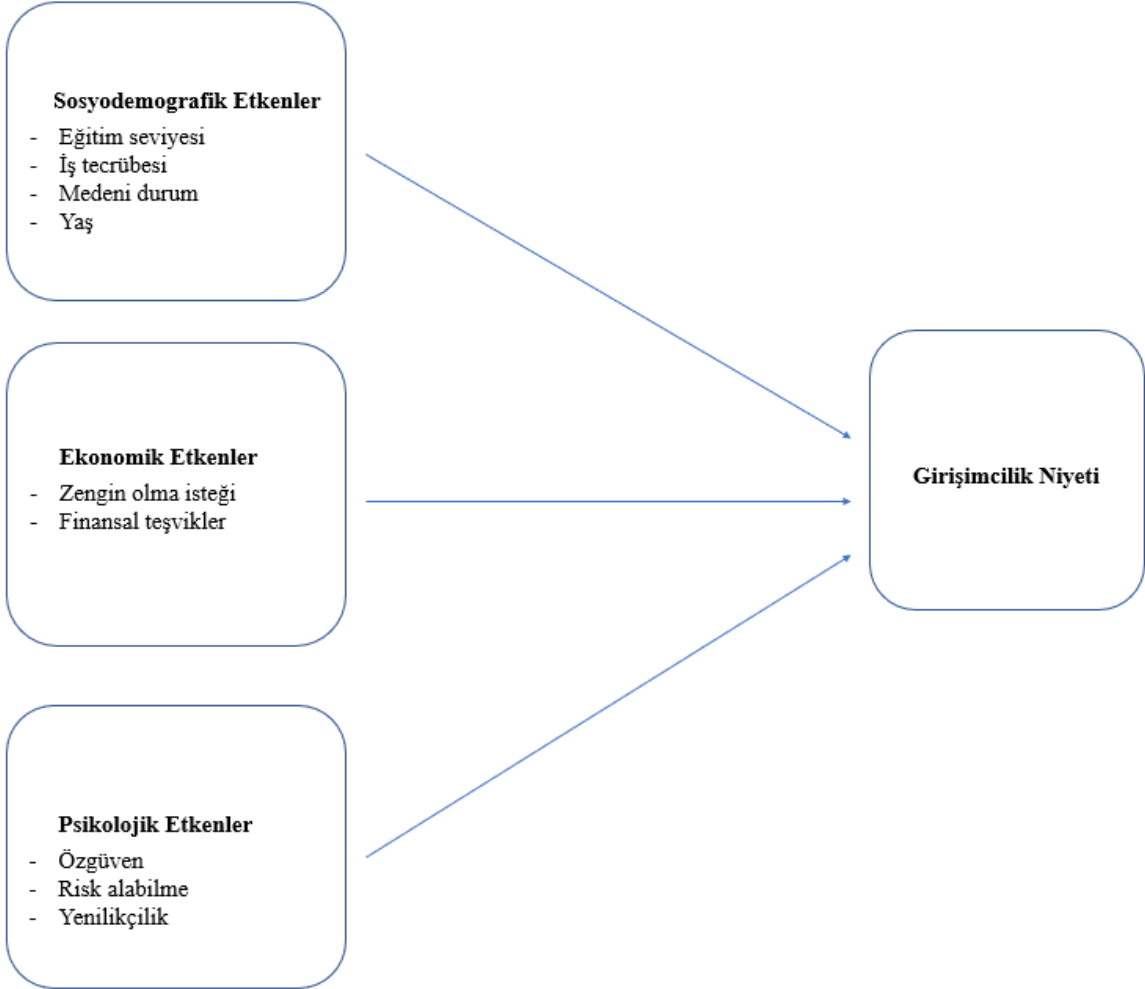 Sosyodemografik Etkenler
- Eğitim seviyesi
- İş tecrübesi
- Medeni durum
- Yaş
Ekonomik Etkenler
- Zengin olma isteği
- Finansal teşvikler
Psikolojik Etkenler
- Özgüven
- Risk alabilme
- Yenilikçilik
Girişimcilik Niyeti